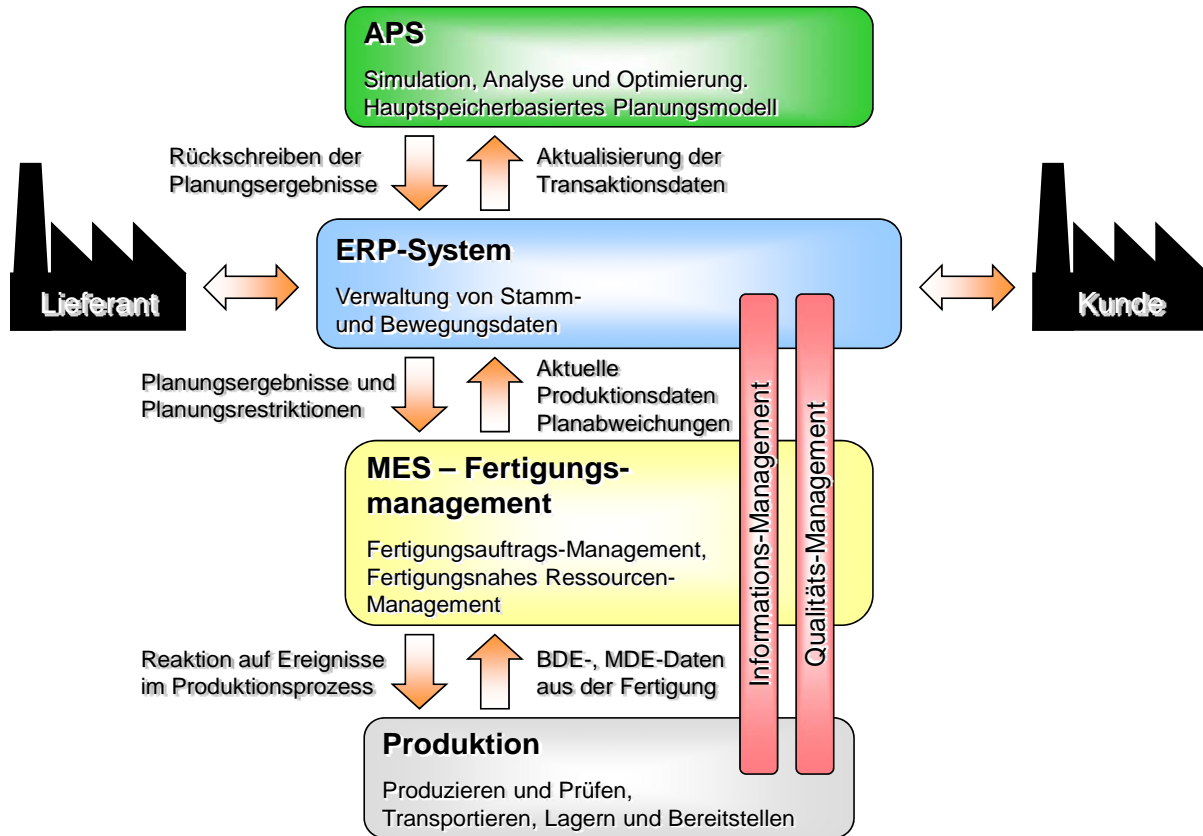 APS
Simulation, Analyse und Optimierung.
Hauptspeicherbasiertes Planungsmodell
Rückschreiben der
Planungsergebnisse
Aktualisierung der
Transaktionsdaten
Lieferant
ERP-System
Verwaltung von Stamm-
und Bewegungsdaten
Kunde
Planungsergebnisse und
Planungsrestriktionen
Aktuelle
Produktionsdaten
Planabweichungen
Informations-Management
Qualitäts-Management
MES – Fertigungs-
management
Fertigungsauftrags-Management,
Fertigungsnahes Ressourcen-
Management
Reaktion auf Ereignisse
im Produktionsprozess
BDE-, MDE-Daten
aus der Fertigung
Produktion
Produzieren und Prüfen,
Transportieren, Lagern und Bereitstellen